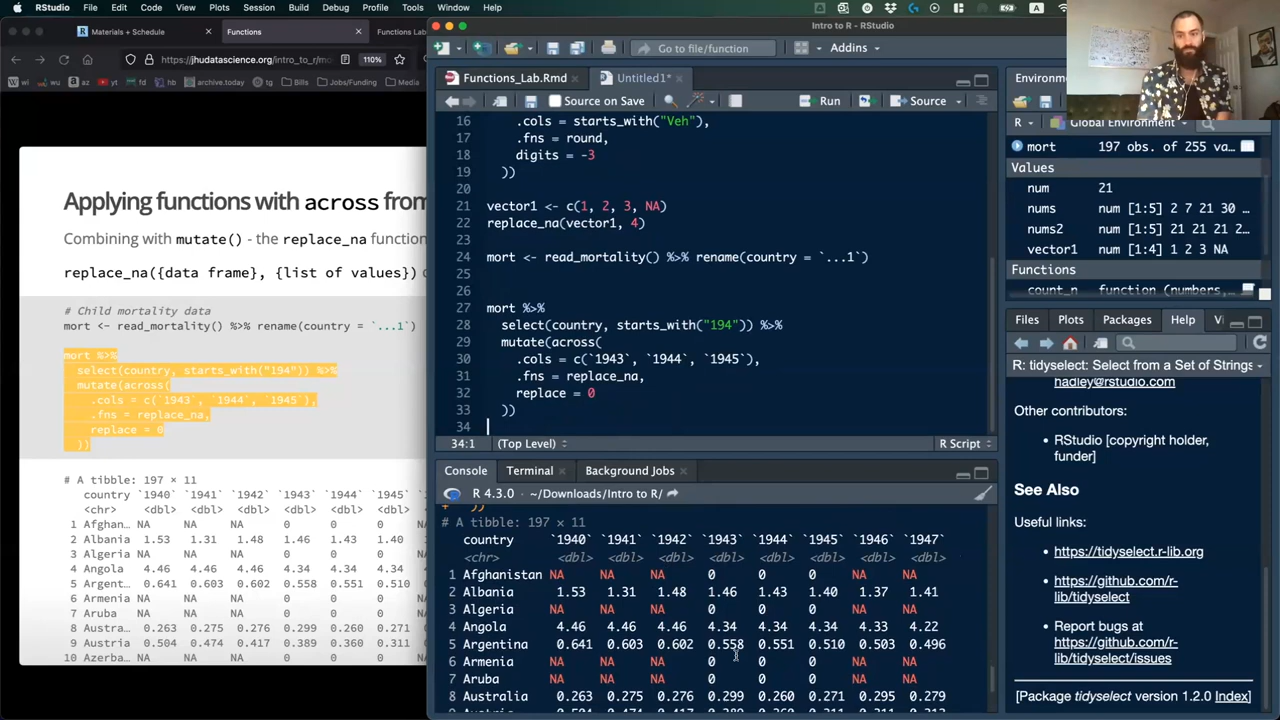 RStudio File Edit Code View Plots Session Build Debug Profile Tools Window Help
Materials + Schedule
Functions
Functions Lab
https://jhudatascience.org/intro_to_r/mo
110%
wi wu az yt fd archive.today tg Bills Jobs/Funding Media
Applying functions with across from
Combining with mutate() - the replace_na function
replace_na({data frame}, {list of values})
# Child mortality data
mort <- read_mortality() %>% rename(country = `...1`)
mort %>%
select(country, starts_with("194")) %>%
mutate(across(
.cols = c(`1943`, `1944`, `1945`),
.fns = replace_na,
replace = 0
))
# A tibble: 197 × 11
country `1940` `1941` `1942` `1943` `1944` `1945`
<chr> <dbl> <dbl> <dbl> <dbl> <dbl> <dbl>
1 Afghan… NA NA NA 0 0 0
2 Albania 1.53 1.31 1.48 1.46 1.43 1.40
3 Algeria NA NA NA 0 0 0
4 Angola 4.46 4.46 4.46 4.34 4.34 4.34
5 Argent… 0.641 0.603 0.602 0.558 0.551 0.510
6 Armenia NA NA NA 0 0 0
7 Aruba NA NA NA 0 0 0
8 Austra… 0.263 0.275 0.276 0.299 0.260 0.271
9 Austria 0.504 0.474 0.417 0.389 0.360 0.311
10 Azerba… NA NA NA 0 0 0
Intro to R - RStudio
Go to file/function
Addins
Functions_Lab.Rmd
Untitled1*
Source on Save
Run
Source
16 .cols = starts_with("Veh"),
17 .fns = round,
18 digits = -3
19 ))
20
21 vector1 <- c(1, 2, 3, NA)
22 replace_na(vector1, 4)
23
24 mort <- read_mortality() %>% rename(country = `...1`)
25
26
27 mort %>%
28 select(country, starts_with("194")) %>%
29 mutate(across(
30 .cols = c(`1943`, `1944`, `1945`),
31 .fns = replace_na,
32 replace = 0
33 ))
34
34:1 (Top Level) R Script
Console Terminal Background Jobs
R 4.3.0 · ~/Downloads/Intro to R/
+ ))
# A tibble: 197 × 11
country `1940` `1941` `1942` `1943` `1944` `1945` `1946` `1947`
<chr> <dbl> <dbl> <dbl> <dbl> <dbl> <dbl> <dbl> <dbl>
1 Afghanistan NA NA NA 0 0 0 NA NA
2 Albania 1.53 1.31 1.48 1.46 1.43 1.40 1.37 1.41
3 Algeria NA NA NA 0 0 0 NA NA
4 Angola 4.46 4.46 4.46 4.34 4.34 4.34 4.33 4.22
5 Argentina 0.641 0.603 0.602 0.558 0.551 0.510 0.503 0.496
6 Armenia NA NA NA 0 0 0 NA NA
7 Aruba NA NA NA 0 0 0 NA NA
8 Australia 0.263 0.275 0.276 0.299 0.260 0.271 0.295 0.279
Environ
R Global Environment
mort 197 obs. of 255 va…
Values
num 21
nums num [1:5] 2 7 21 30 …
nums2 num [1:5] 21 21 21 2…
vector1 num [1:4] 1 2 3 NA
Functions
count_n function (numbers,
Files Plots Packages Help Vi
R: tidyselect: Select from a Set of Strings
hadley@rstudio.com
Other contributors:
RStudio [copyright holder,
funder]
See Also
Useful links:
https://tidyselect.r-lib.org
https://github.com/r-
lib/tidyselect
Report bugs at
https://github.com/r-
lib/tidyselect/issues
[Package tidyselect version 1.2.0 Index]